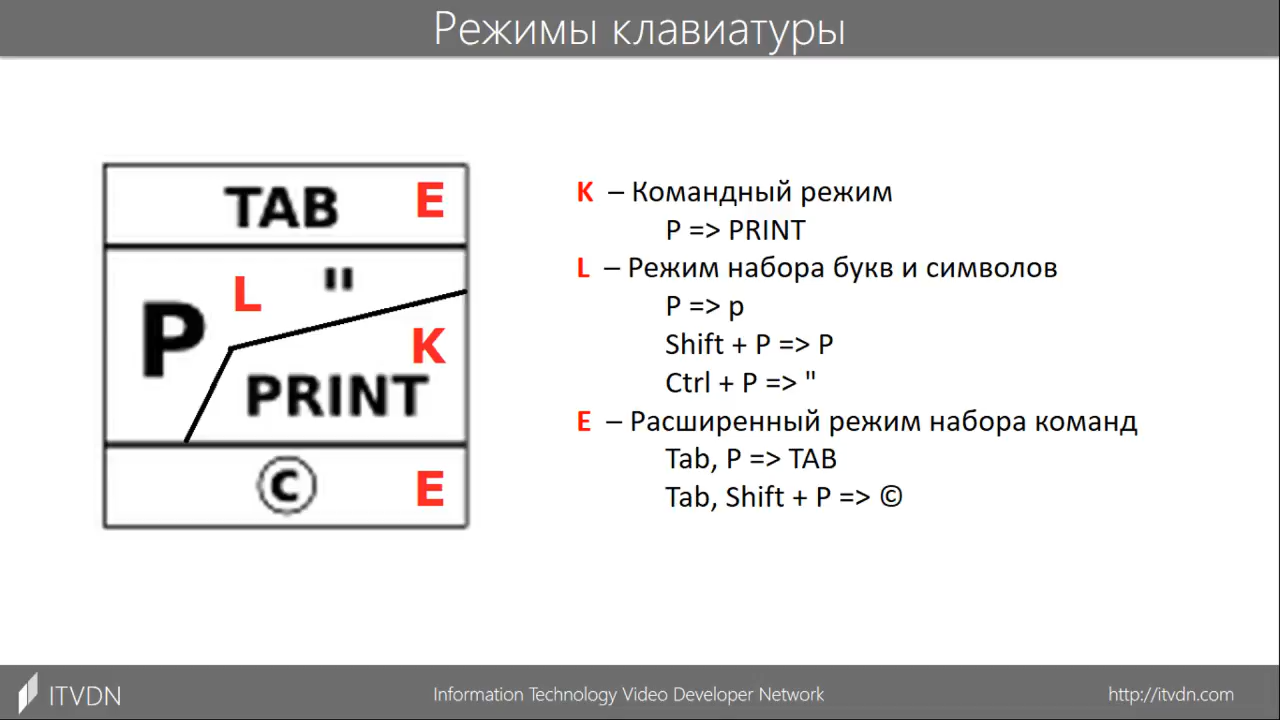 Режимы клавиатуры
TAB E
L "
P K
PRINT
© E
K – Командный режим
P => PRINT
L – Режим набора букв и символов
P => p
Shift + P => P
Ctrl + P => "
E – Расширенный режим набора команд
Tab, P => TAB
Tab, Shift + P => ©
ITVDN
Information Technology Video Developer Network
http://itvdn.com